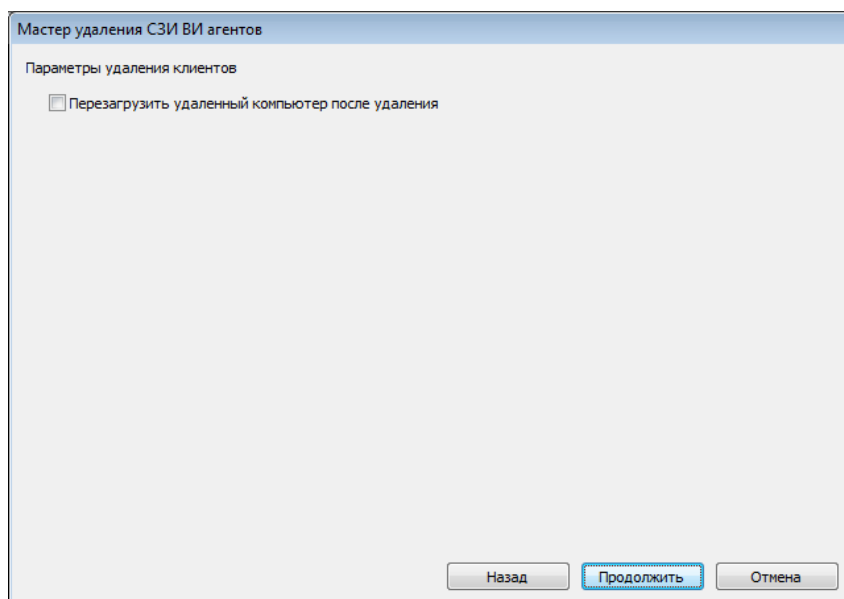 Мастер удаления СЗИ ВИ агентов
Параметры удаления клиентов
Перезагрузить удаленный компьютер после удаления
Назад Продолжить Отмена